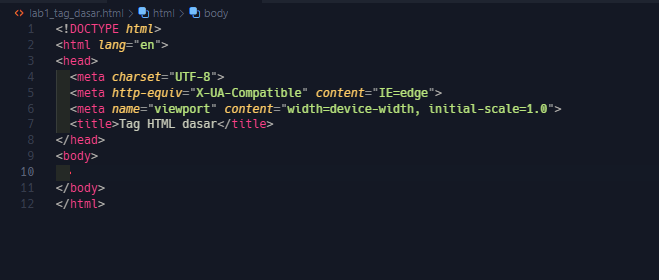 lab1_tag_dasar.html > html > body
1 <!DOCTYPE html>
2 <html lang="en">
3 <head>
4 <meta charset="UTF-8">
5 <meta http-equiv="X-UA-Compatible" content="IE=edge">
6 <meta name="viewport" content="width=device-width, initial-scale=1.0">
7 <title>Tag HTML dasar</title>
8 </head>
9 <body>
10
11 </body>
12 </html>